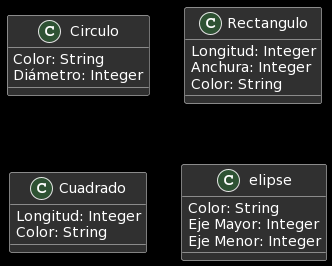 C Circulo
Color: String
Diámetro: Integer
C Rectangulo
Longitud: Integer
Anchura: Integer
Color: String
C Cuadrado
Longitud: Integer
Color: String
C elipse
Color: String
Eje Mayor: Integer
Eje Menor: Integer